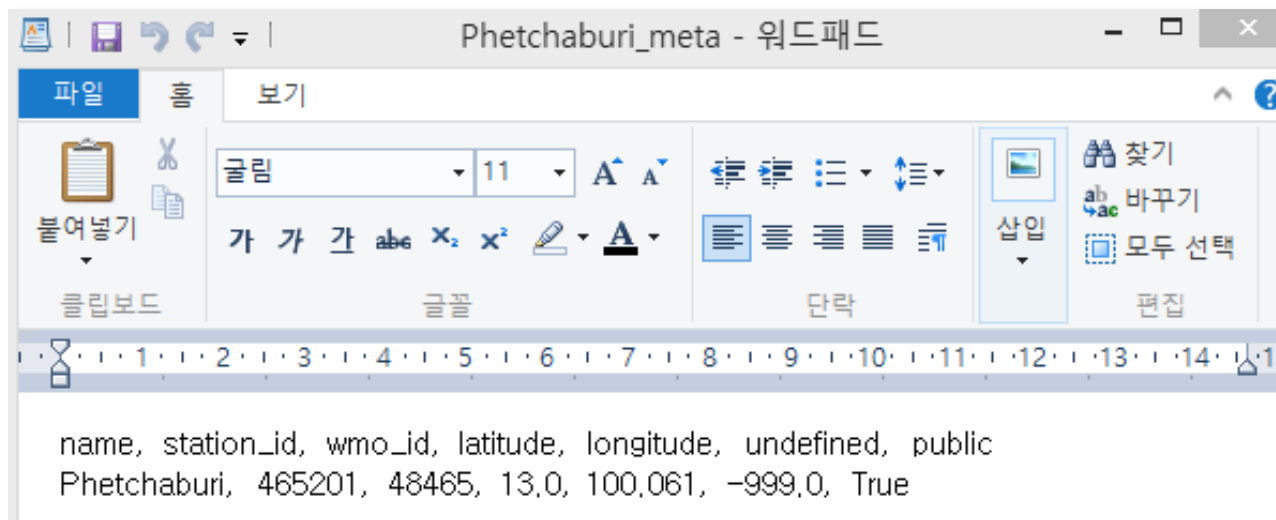 Phetchaburi_meta - 워드패드
파일 홈 보기
붙여넣기
굴림 11
가 가 가 abc X₂ X² A
삽입
찾기
바꾸기
모두 선택
클립보드 글꼴 단락 편집
1 2 3 4 5 6 7 8 9 10 11 12 13 14
name, station_id, wmo_id, latitude, longitude, undefined, public
Phetchaburi, 465201, 48465, 13.0, 100.061, -999.0, True